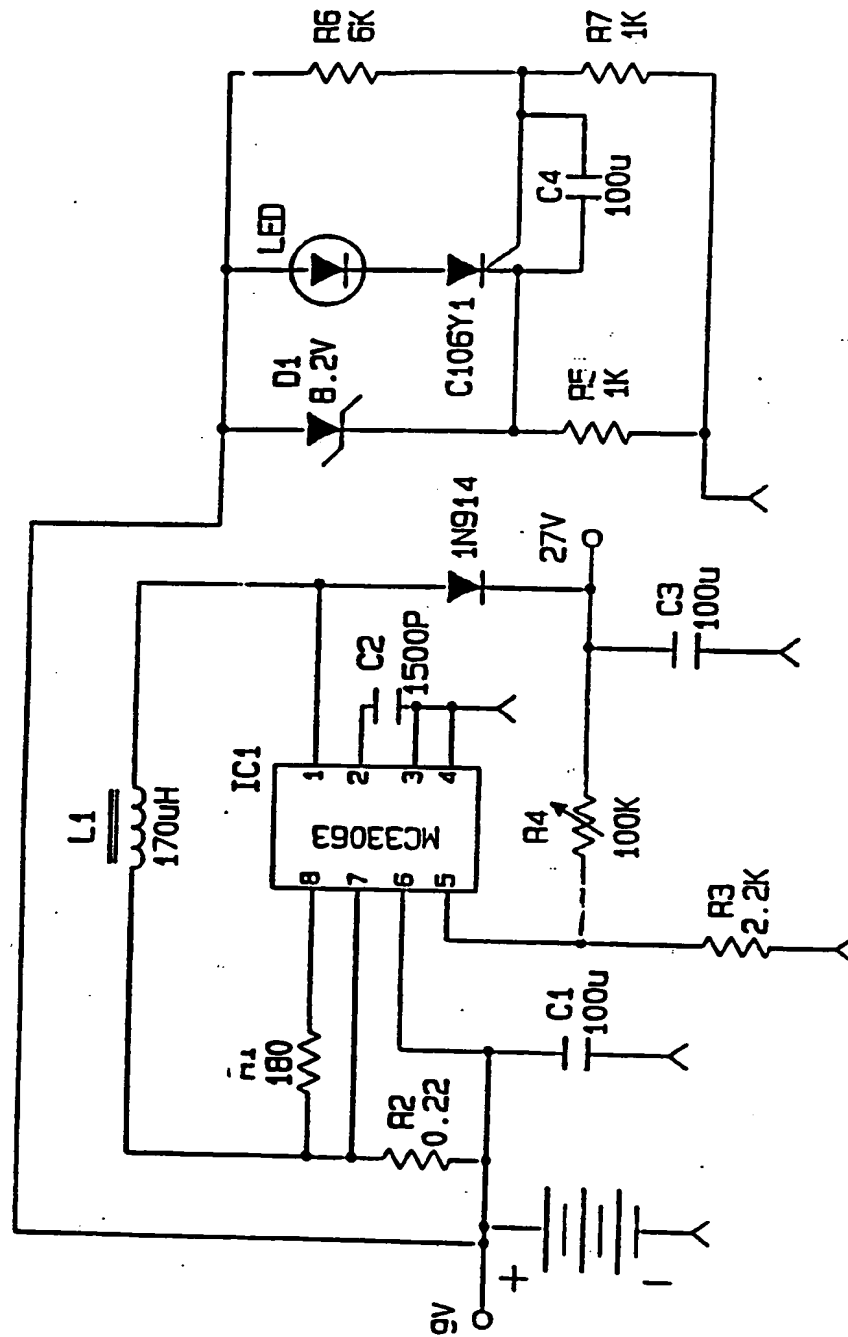 L1
170uH
IC1
MC33063
1
2
3
4
8
7
6
5
C2
1500P
180
R2
0.22
9V
+
−
C1
100u
R3
2.2K
R4
100K
1N914
27V
C3
100u
D1
8.2V
LED
C106Y1
C4
100u
R5
1K
R6
6K
R7
1K